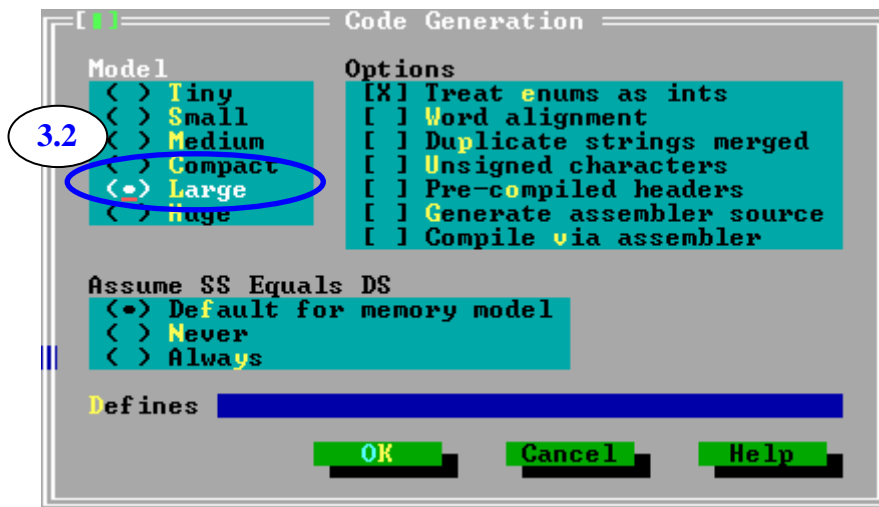 Code Generation
Model
( ) Tiny
( ) Small
( ) Medium
( ) Compact
(•) Large
( ) Huge
3.2
Options
[X] Treat enums as ints
[ ] Word alignment
[ ] Duplicate strings merged
[ ] Unsigned characters
[ ] Pre-compiled headers
[ ] Generate assembler source
[ ] Compile via assembler
Assume SS Equals DS
(•) Default for memory model
( ) Never
( ) Always
Defines
OK Cancel Help